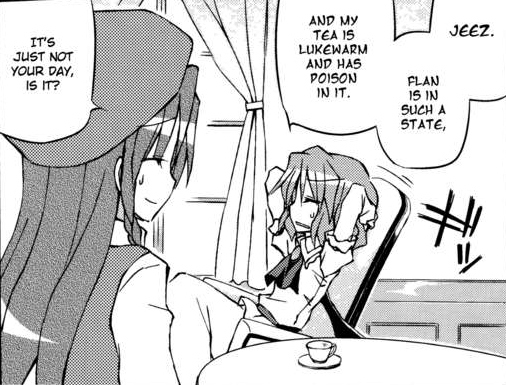 JEEZ.
FLAN
IS IN
SUCH A
STATE,
AND MY
TEA IS
LUKEWARM
AND HAS
POISON
IN IT.
IT'S
JUST NOT
YOUR DAY,
IS IT?